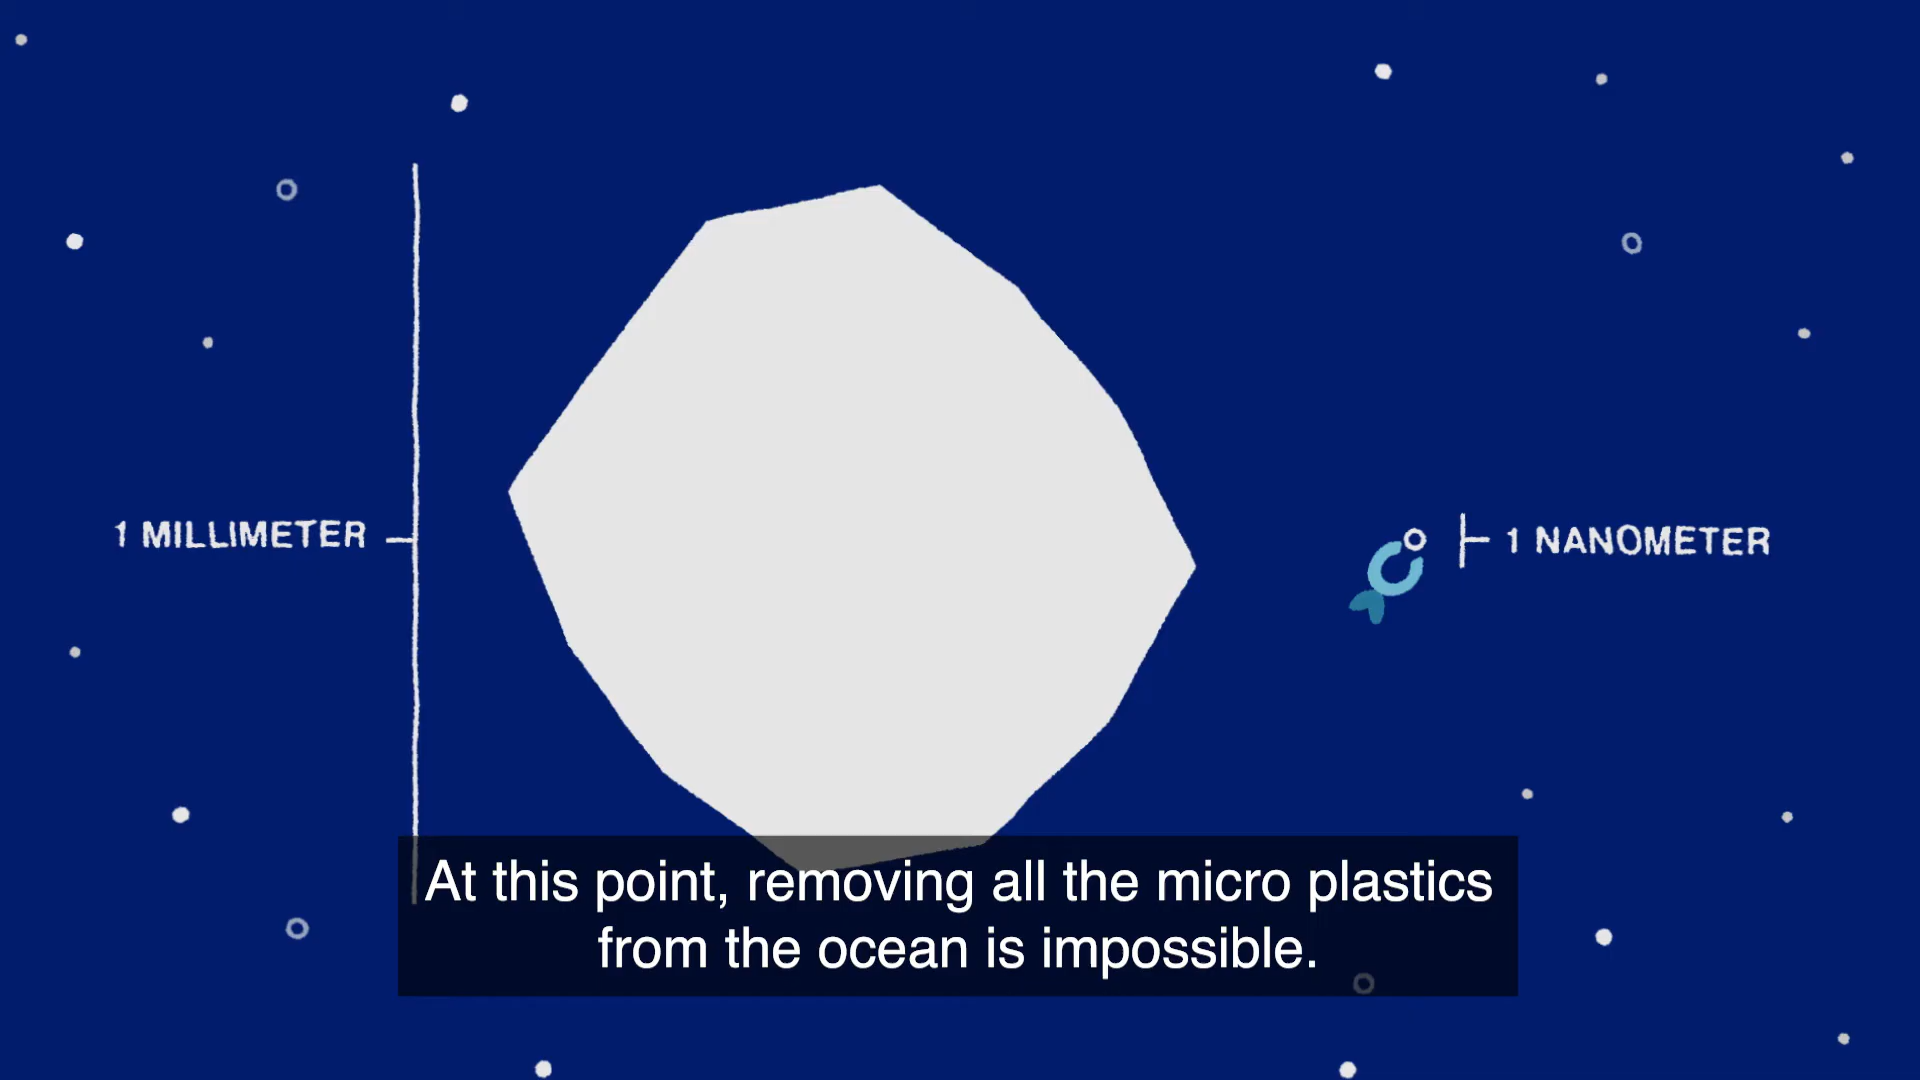 1 MILLIMETER
1 NANOMETER
At this point, removing all the micro plastics
from the ocean is impossible.